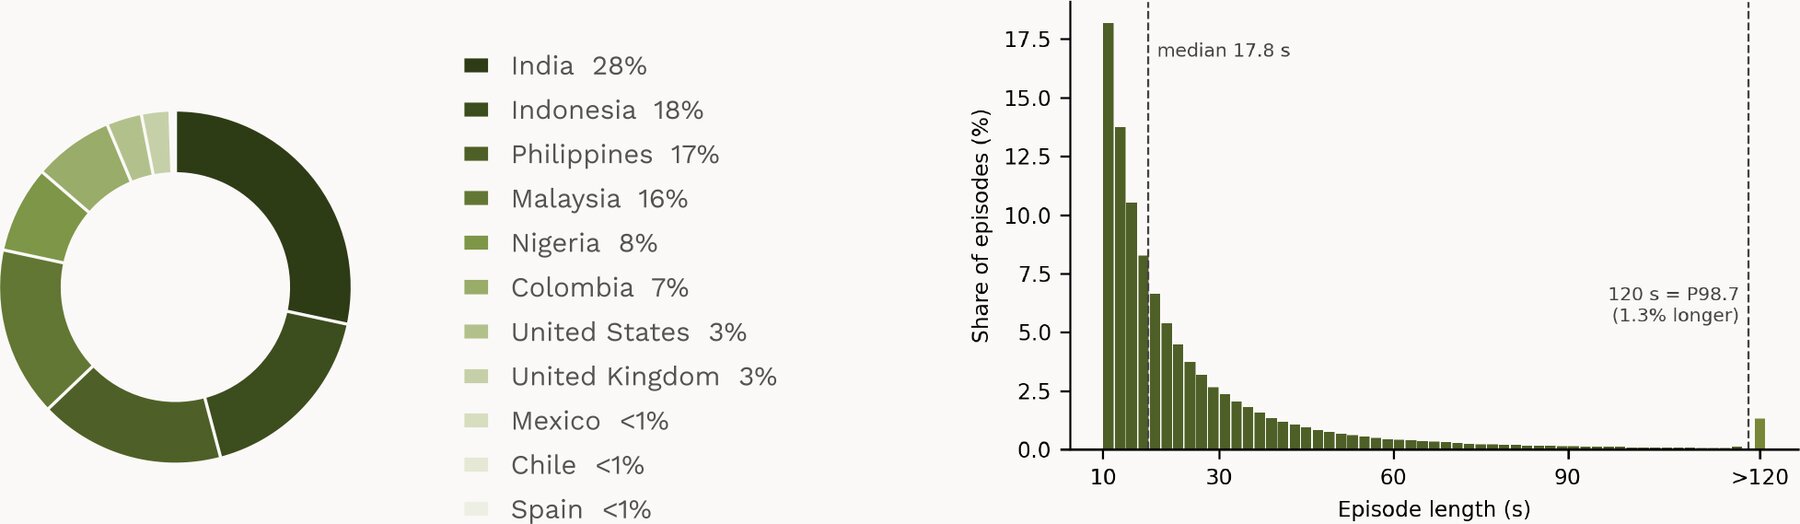 India 28%
Indonesia 18%
Philippines 17%
Malaysia 16%
Nigeria 8%
Colombia 7%
United States 3%
United Kingdom 3%
Mexico <1%
Chile <1%
Spain <1%
Share of episodes (%)
17.5
15.0
12.5
10.0
7.5
5.0
2.5
0.0
median 17.8 s
120 s = P98.7
(1.3% longer)
10 30 60 90 >120
Episode length (s)